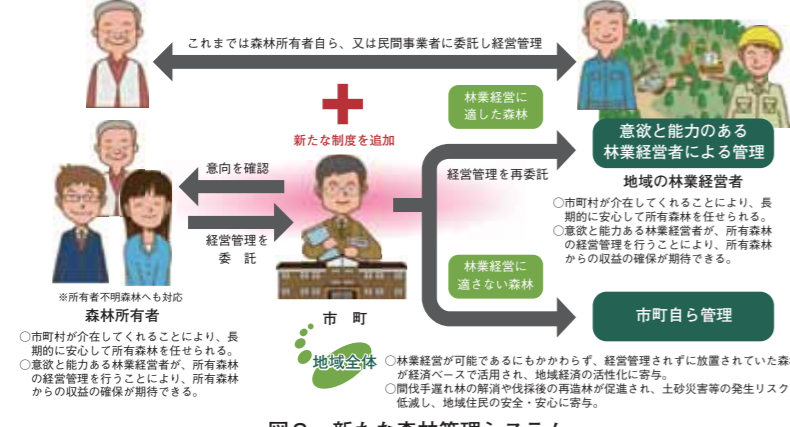 これまでは森林所有者自ら、又は民間事業者に委託し経営管理
新たな制度を追加
林業経営に
適した森林
意欲と能力のある
林業経営者による管理
意向を確認
経営管理を再委託
地域の林業経営者
○市町村が介在してくれることにより、長
期的に安心して所有森林を任せられる。
○意欲と能力ある林業経営者が、所有森林
の経営管理を行うことにより、所有森林
からの収益の確保が期待できる。
経営管理を
委 託
林業経営に
適さない森林
※所有者不明森林へも対応
森林所有者
市 町
市町自ら管理
○市町村が介在してくれることにより、長
期的に安心して所有森林を任せられる。
○意欲と能力ある林業経営者が、所有森林
の経営管理を行うことにより、所有森林
からの収益の確保が期待できる。
地域全体
○林業経営が可能であるにもかかわらず、経営管理されずに放置されていた森
が経済ベースで活用され、地域経済の活性化に寄与。
○間伐手遅れ林の解消や伐採後の再造林が促進され、土砂災害等の発生リスク
低減し、地域住民の安全・安心に寄与。
新たな森林管理システム